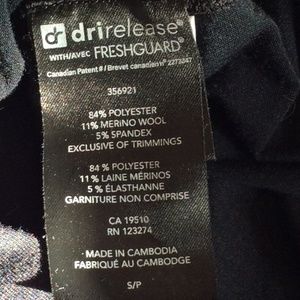 dr drirelease®
WITH/AVEC FRESHGUARD®
Canadian Patent # / Brevet canadien n° 2273247
356921
84% POLYESTER
11% MERINO WOOL
5% SPANDEX
EXCLUSIVE OF TRIMMINGS
84 % POLYESTER
11 % LAINE MÉRINOS
5 % ÉLASTHANNE
GARNITURE NON COMPRISE
CA 19510
RN 123274
MADE IN CAMBODIA
FABRIQUÉ AU CAMBODGE
S/P